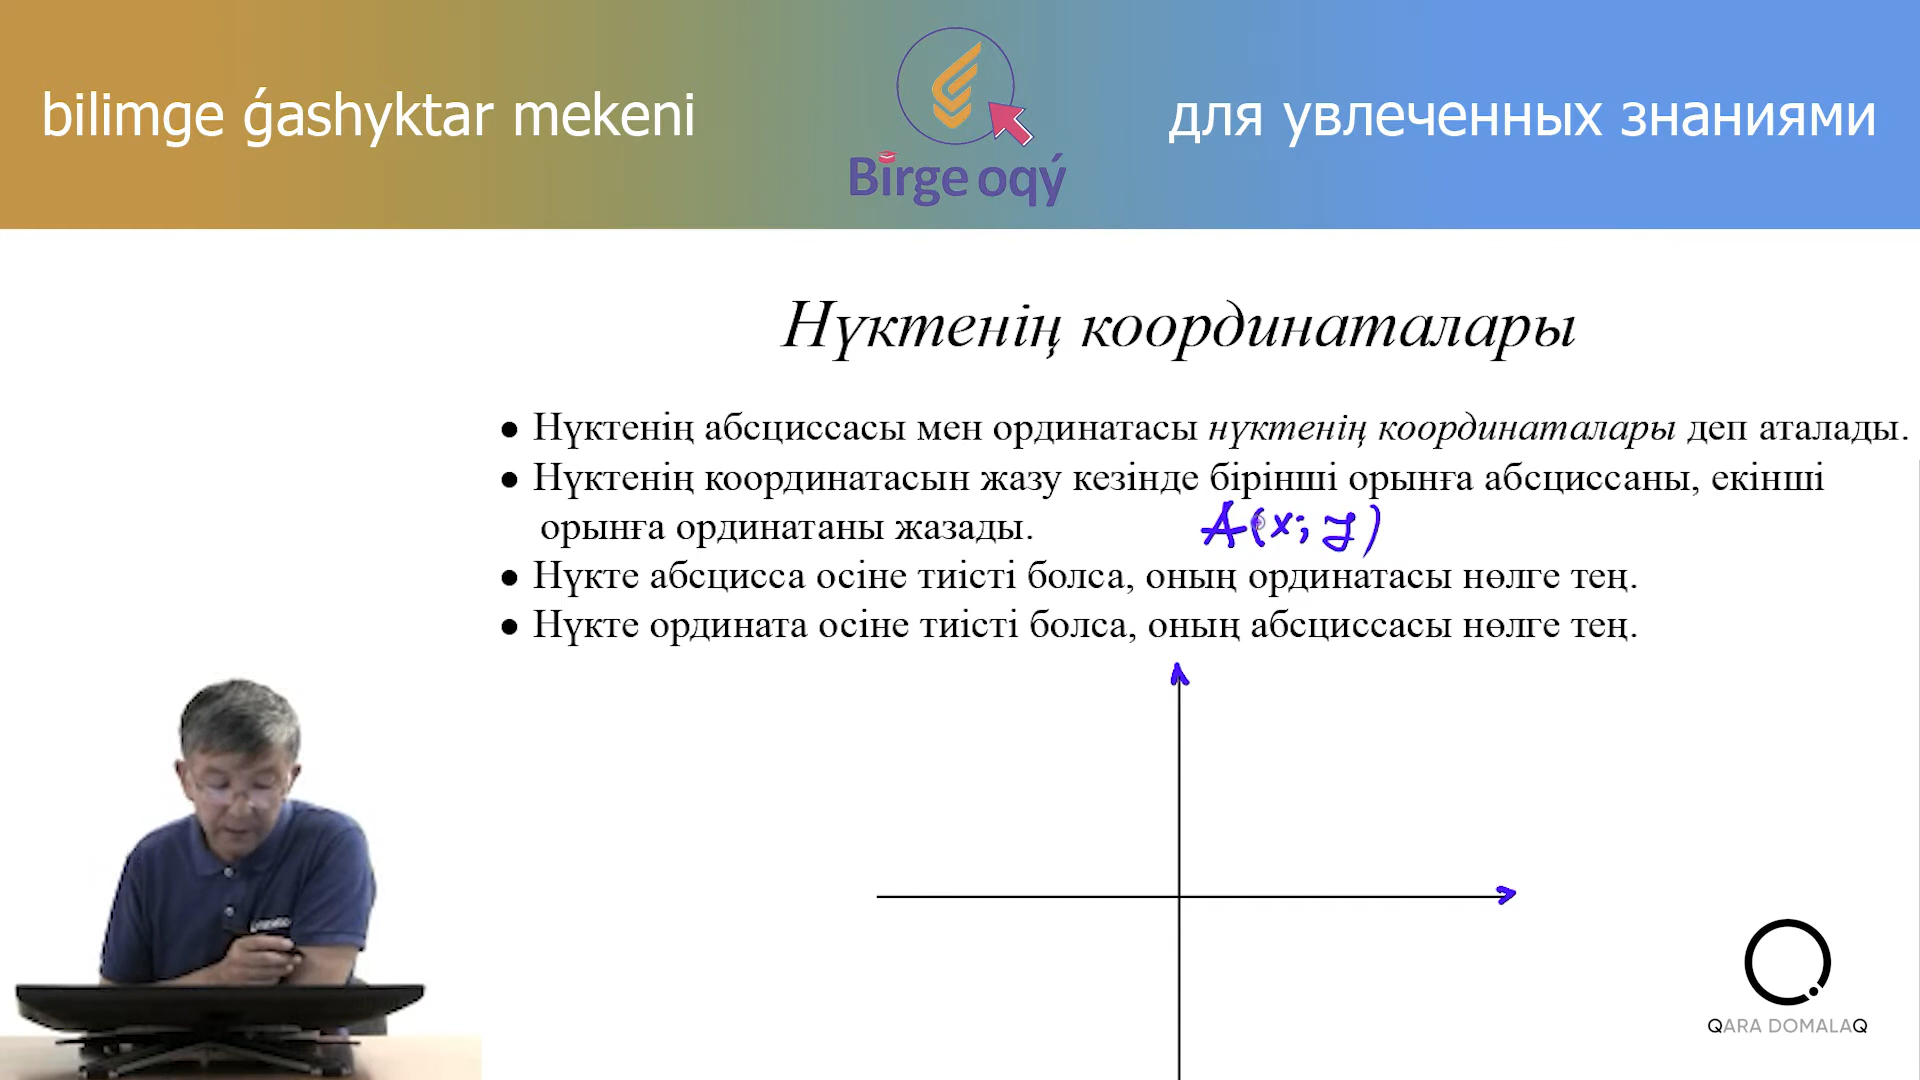 bilimge ǵashyktar mekeni
для увлеченных знаниями
Birge oqý
Нүктенің координаталары
● Нүктенің абсциссасы мен ординатасы нүктенің координаталары деп аталады.
● Нүктенің координатасын жазу кезінде бірінші орынға абсциссаны, екінші
орынға ординатаны жазады.
A(x; y)
● Нүкте абсцисса осіне тиісті болса, оның ординатасы нөлге тең.
● Нүкте ордината осіне тиісті болса, оның абсциссасы нөлге тең.
QARA DOMALAQ